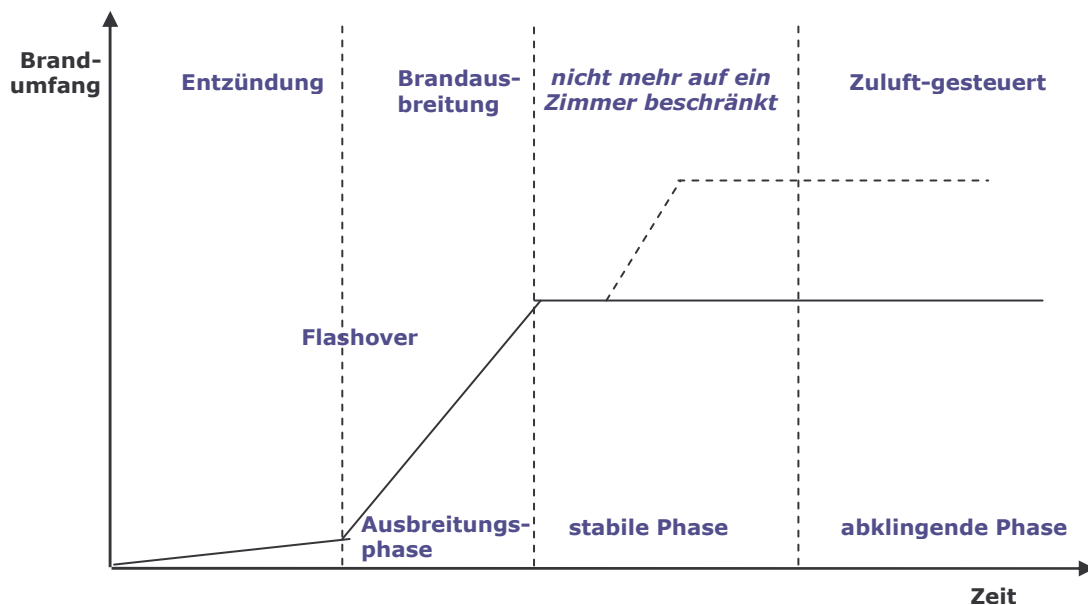 Brand-
umfang
Entzündung
Brandaus-
breitung
nicht mehr auf ein
Zimmer beschränkt
Zuluft-gesteuert
Flashover
Ausbreitungs-
phase
stabile Phase
abklingende Phase
Zeit